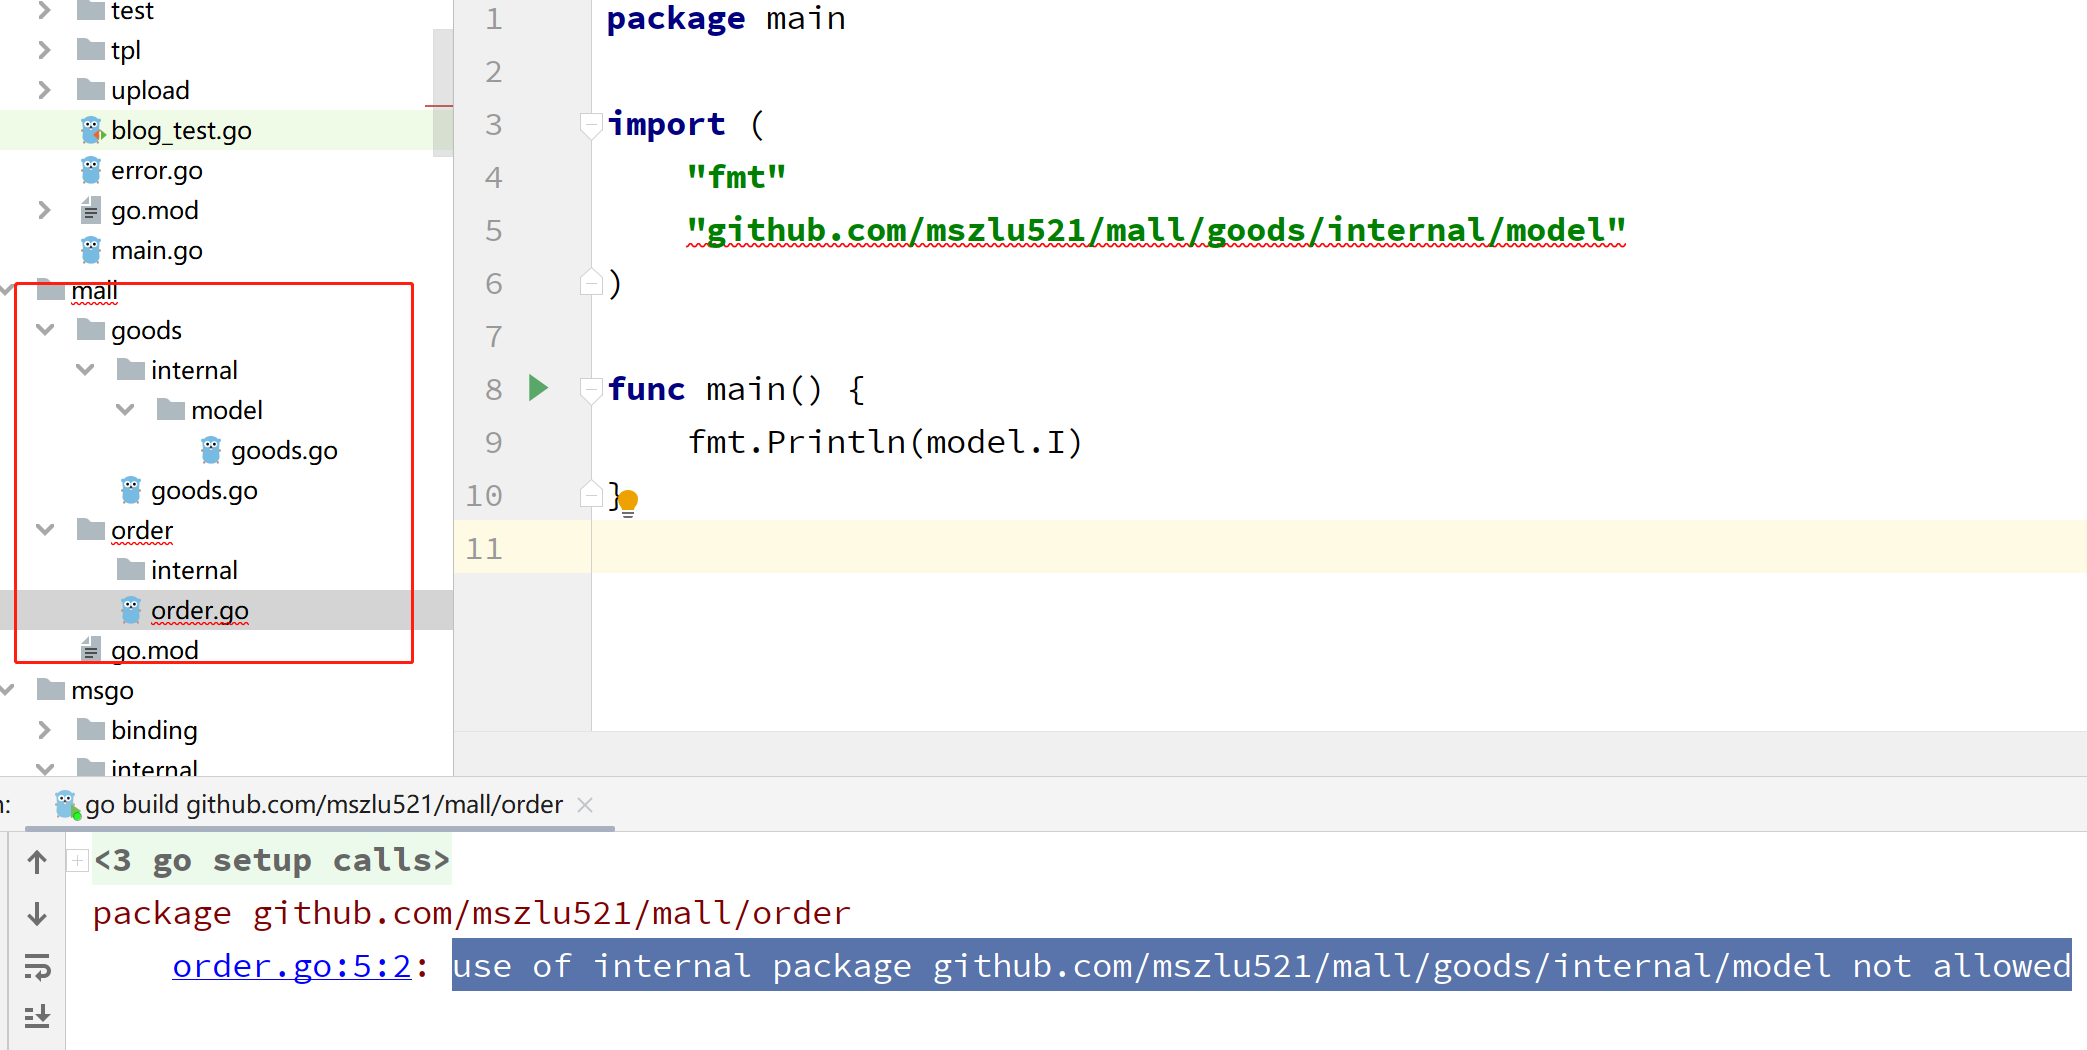 test
tpl
upload
blog_test.go
error.go
go.mod
main.go
mall
goods
internal
model
goods.go
goods.go
order
internal
order.go
go.mod
msgo
binding
internal
1 package main
2
3 import (
4 "fmt"
5 "github.com/mszlu521/mall/goods/internal/model"
6 )
7
8 func main() {
9 fmt.Println(model.I)
10 }
11
go build github.com/mszlu521/mall/order
<3 go setup calls>
package github.com/mszlu521/mall/order
order.go:5:2: use of internal package github.com/mszlu521/mall/goods/internal/model not allowed